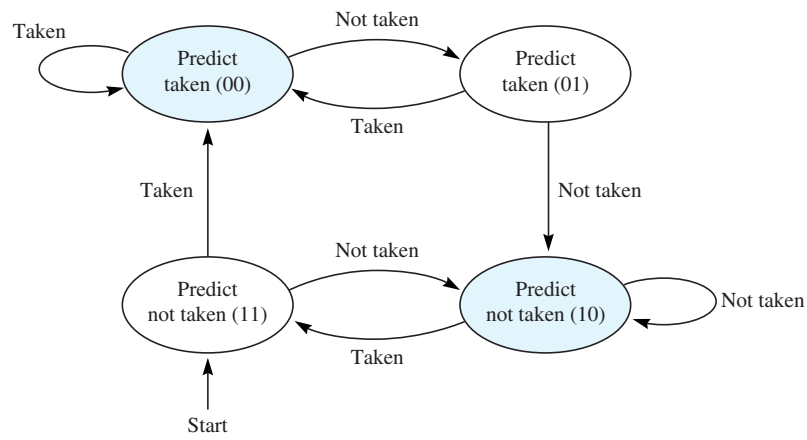 Taken
Not taken
Predict
taken (00)
Predict
taken (01)
Taken
Taken
Not taken
Not taken
Predict
not taken (11)
Predict
not taken (10)
Not taken
Taken
Start